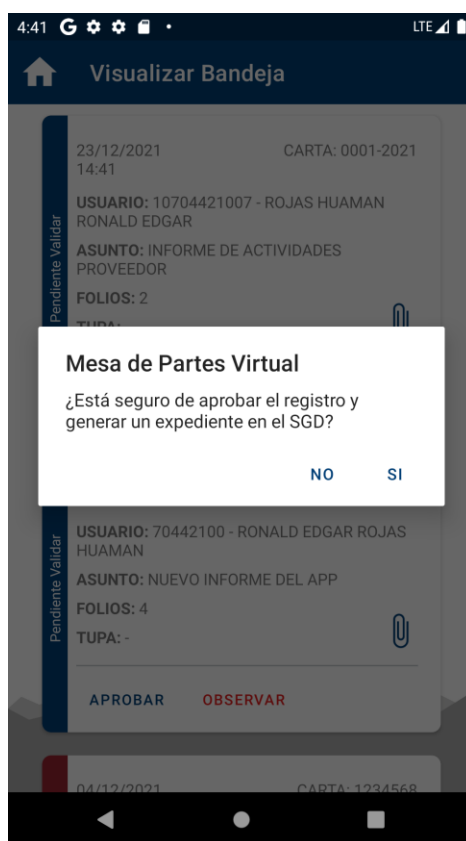 4:41
LTE
Visualizar Bandeja
23/12/2021
14:41
CARTA: 0001-2021
Pendiente Validar
USUARIO: 10704421007 - ROJAS HUAMAN
RONALD EDGAR
ASUNTO: INFORME DE ACTIVIDADES
PROVEEDOR
FOLIOS: 2
TUPA: -
Mesa de Partes Virtual
¿Está seguro de aprobar el registro y
generar un expediente en el SGD?
NO
SI
Pendiente Validar
USUARIO: 70442100 - RONALD EDGAR ROJAS
HUAMAN
ASUNTO: NUEVO INFORME DEL APP
FOLIOS: 4
TUPA: -
APROBAR
OBSERVAR
04/12/2021
CARTA: 1234568